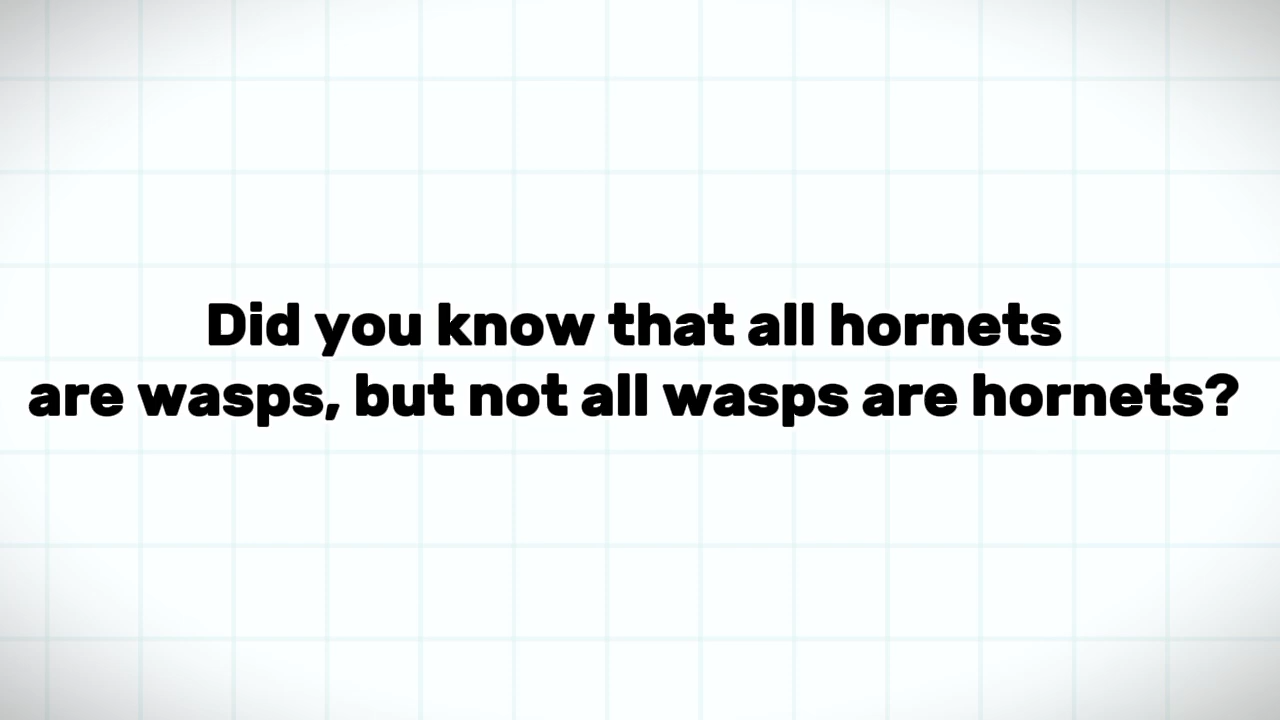 Did you know that all hornets
are wasps, but not all wasps are hornets?